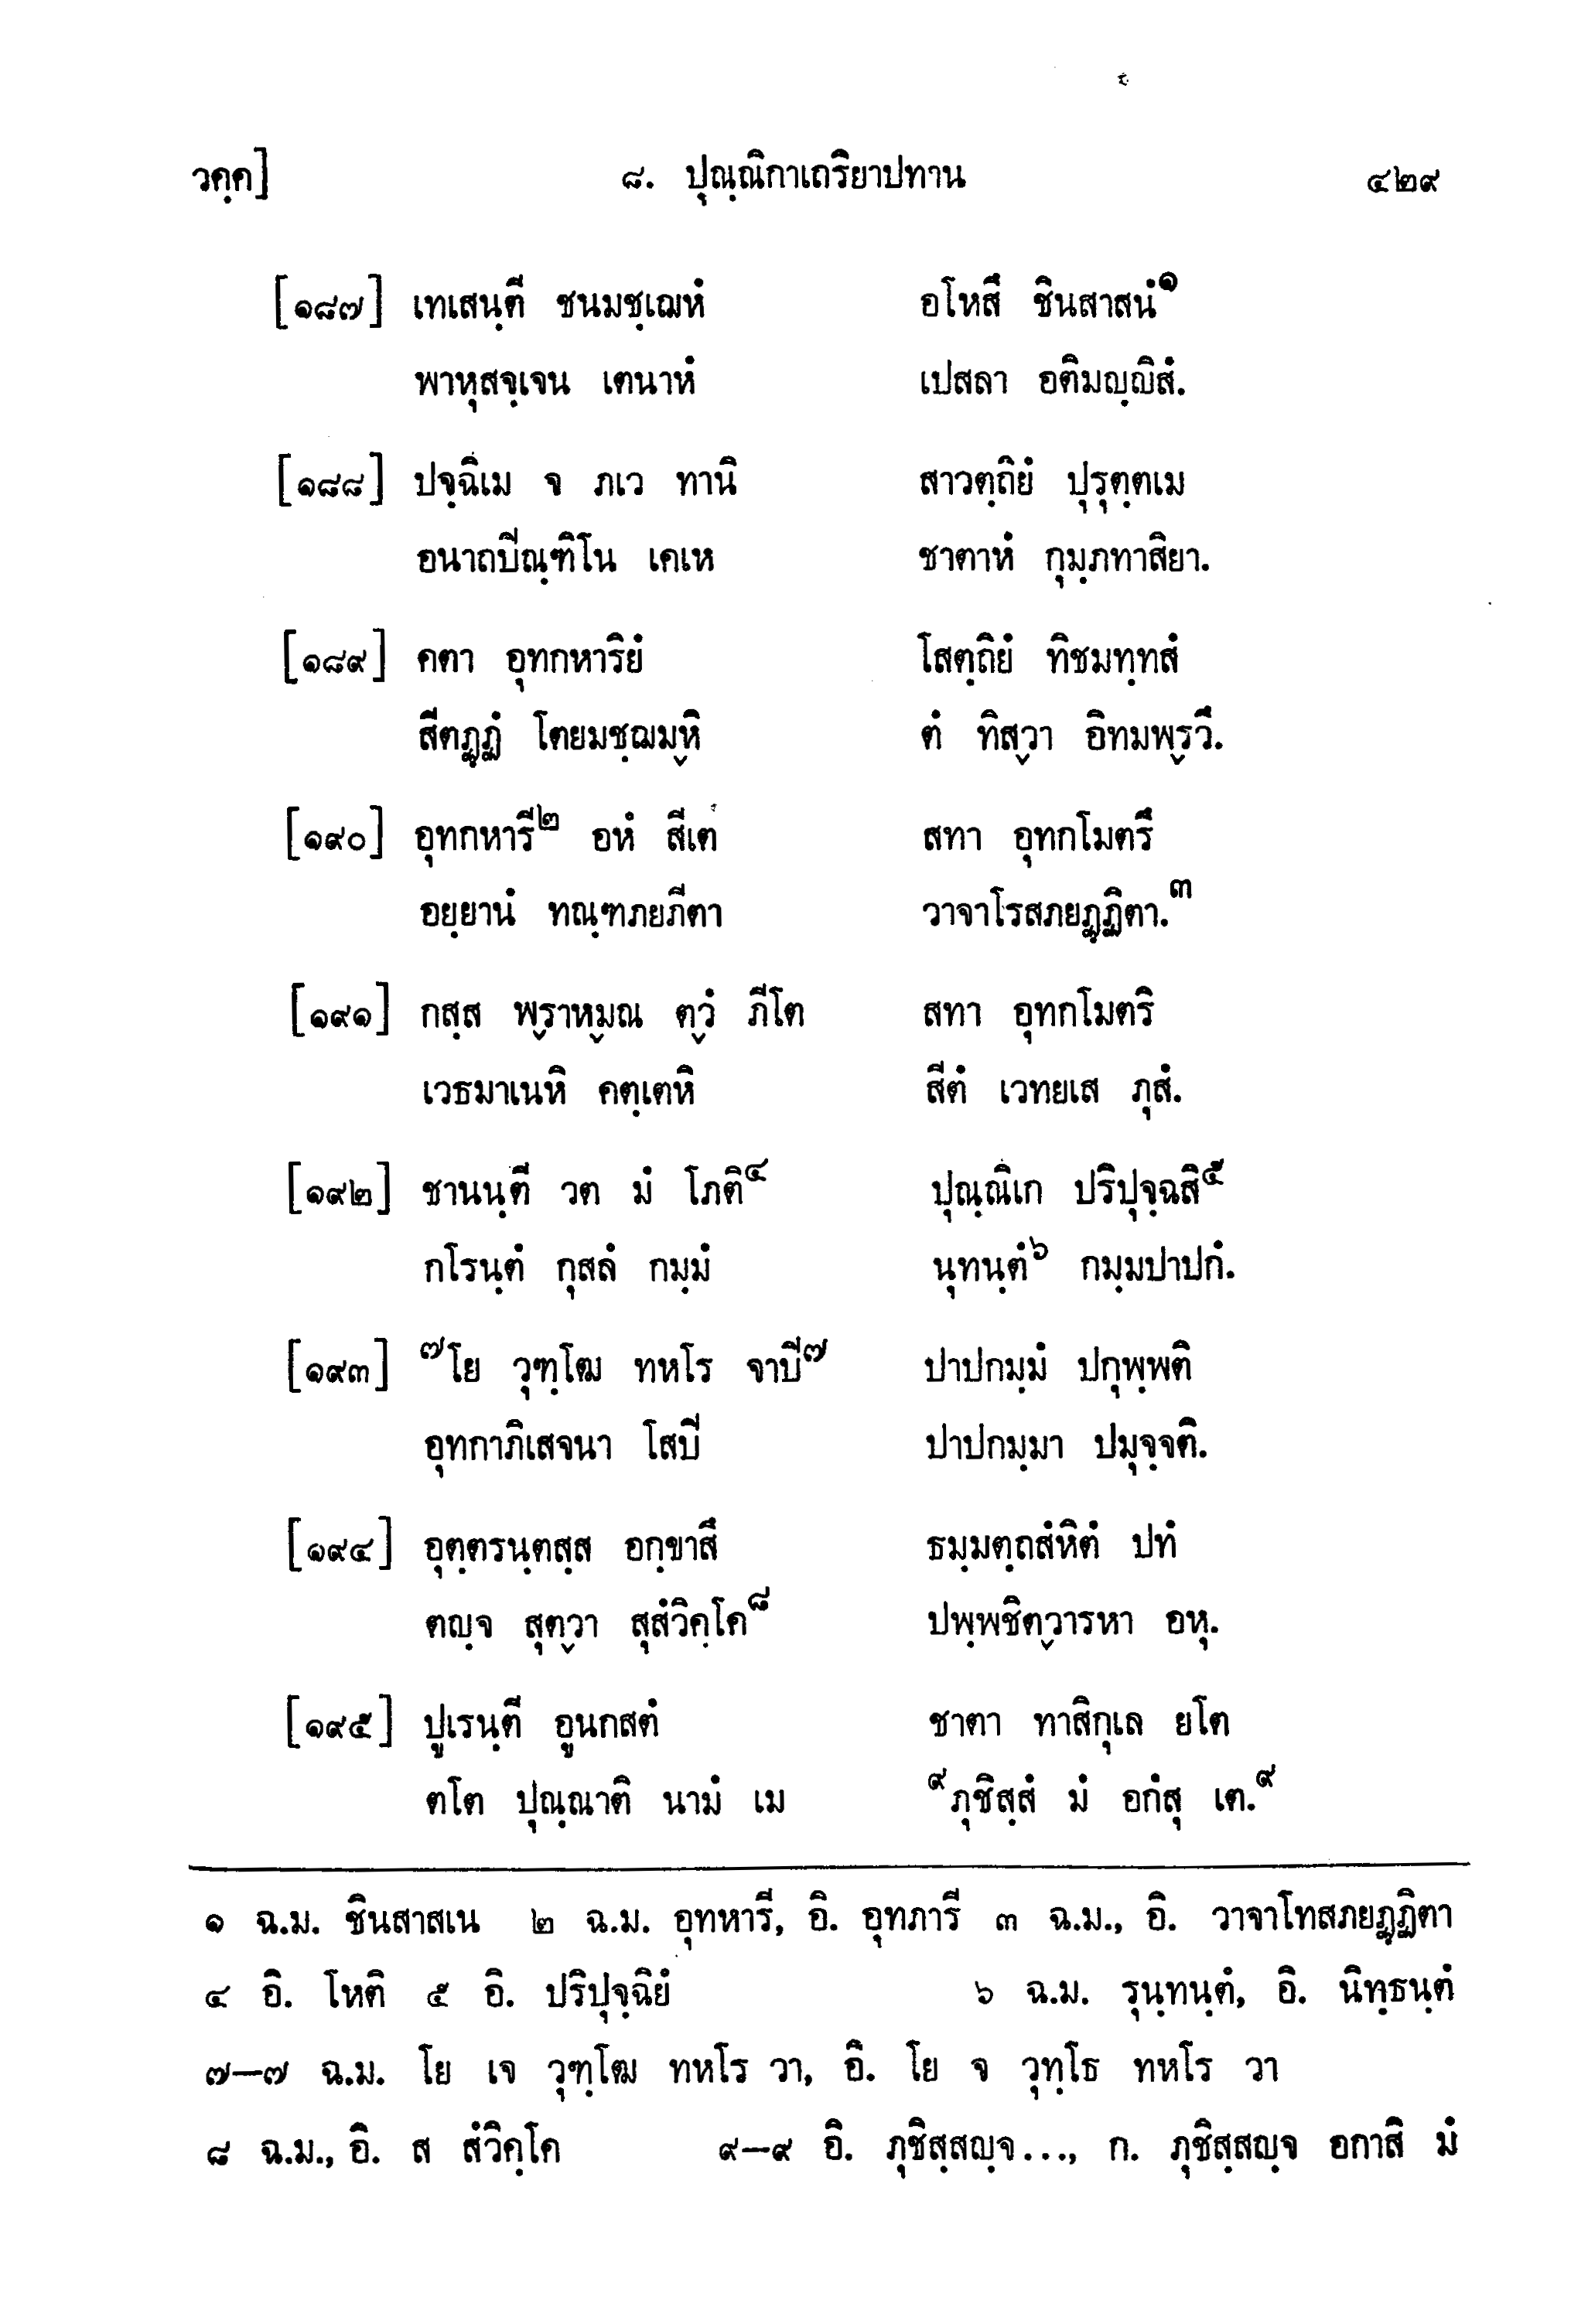 วคฺค] ๘. ปุณฺณิกาเถริยาปทาน ๔๒๙
[๑๘๗] เทเสนฺตี ชนมชฺเฌหํ อโหสึ ชินสาสนํ๑
พาหุสจฺเจน เตนาหํ เปสลา อติมญฺญิสํ.
[๑๘๘] ปจฺฉิเม จ ภเว ทานิ สาวตฺถิยํ ปุรุตฺตเม
อนาถปิณฺฑิโน เคเห ชาตาหํ กุมฺภทาสิยา.
[๑๘๙] คตา อุทกหาริยํ โสตฺถิยํ ทิชมทฺทสํ
สีตฏฺฏํ โตยมชฺฌมฺหิ ตํ ทิสฺวา อิทมพฺรวึ.
[๑๙๐] อุทกหารี๒ อหํ สีเต สทา อุทกโมตรึ
อยฺยานํ ทณฺฑภยภีตา วาจาโรสภยฏฺฏิตา.๓
[๑๙๑] กสฺส พฺราหฺมณ ตฺวํ ภีโต สทา อุทกโมตริ
เวธมาเนหิ คตฺเตหิ สีตํ เวทยเส ภุสํ.
[๑๙๒] ชานนฺตี วต มํ โภติ๔ ปุณฺณิเก ปริปุจฺฉสิ๕
กโรนฺตํ กุสลํ กมฺมํ นุทนฺตํ๖ กมฺมปาปกํ.
[๑๙๓] ๗โย วุฑฺโฒ ทหโร จาปิ๗ ปาปกมฺมํ ปกุพฺพติ
อุทกาภิเสจนา โสปิ ปาปกมฺมา ปมุจฺจติ.
[๑๙๔] อุตฺตรนฺตสฺส อกฺขาสึ ธมฺมตฺถสํหิตํ ปทํ
ตญฺจ สุตฺวา สุสํวิคฺโค๘ ปพฺพชิตฺวารหา อหุ.
[๑๙๕] ปูเรนฺตี อูนกสตํ ชาตา ทาสิกุเล ยโต
ตโต ปุณฺณาติ นามํ เม ๙ภุชิสฺสํ มํ อกํสุ เต.๙
๑ ฉ.ม. ชินสาสเน ๒ ฉ.ม. อุทหารี, อิ. อุทภารี ๓ ฉ.ม., อิ. วาจาโทสภยฏฺฏิตา
๔ อิ. โหติ ๕ อิ. ปริปุจฺฉิยํ ๖ ฉ.ม. รุนฺทนฺตํ, อิ. นิทฺธนฺตํ
๗—๗ ฉ.ม. โย เจ วุฑฺโฒ ทหโร วา, อิ. โย จ วุทฺโธ ทหโร วา
๘ ฉ.ม., อิ. ส สํวิคฺโค ๙—๙ อิ. ภุชิสฺสญฺจ..., ก. ภุชิสฺสญฺจ อกาสิ มํ